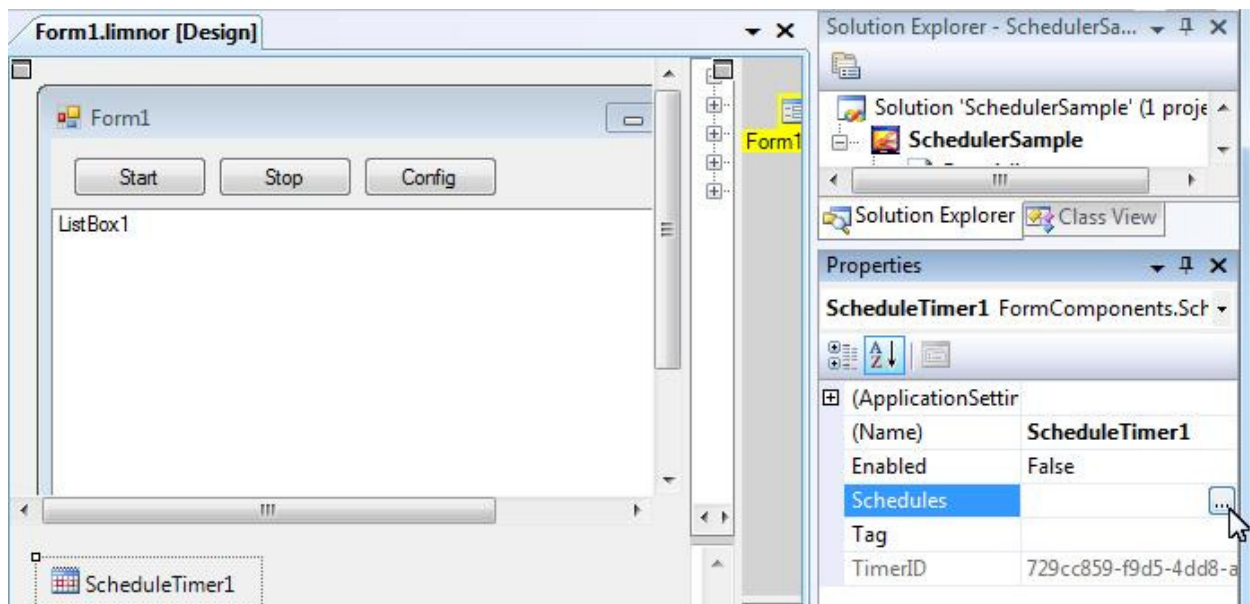 Form1.limnor [Design]
Form1
Start Stop Config
ListBox1
ScheduleTimer1
Form1
Solution Explorer - SchedulerSa...
Solution 'SchedulerSample' (1 proje
SchedulerSample
Solution Explorer Class View
Properties
ScheduleTimer1 FormComponents.Sch
(ApplicationSettir
(Name) ScheduleTimer1
Enabled False
Schedules ...
Tag
TimerID 729cc859-f9d5-4dd8-a